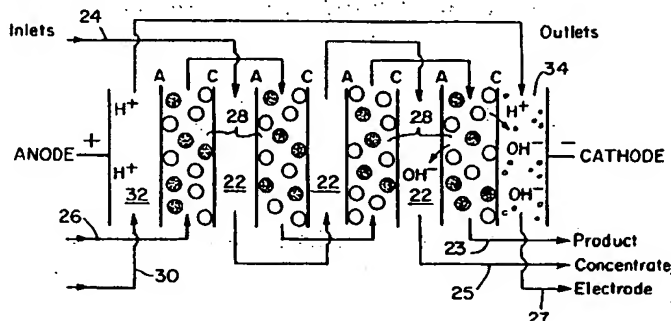 Inlets
24
Outlets
34
A C A C A C A C
H+ 28 28 H+
ANODE + OH- − CATHODE
H+ OH- OH-
32 22 22 22
26
23 Product
25 Concentrate
30 27 Electrode